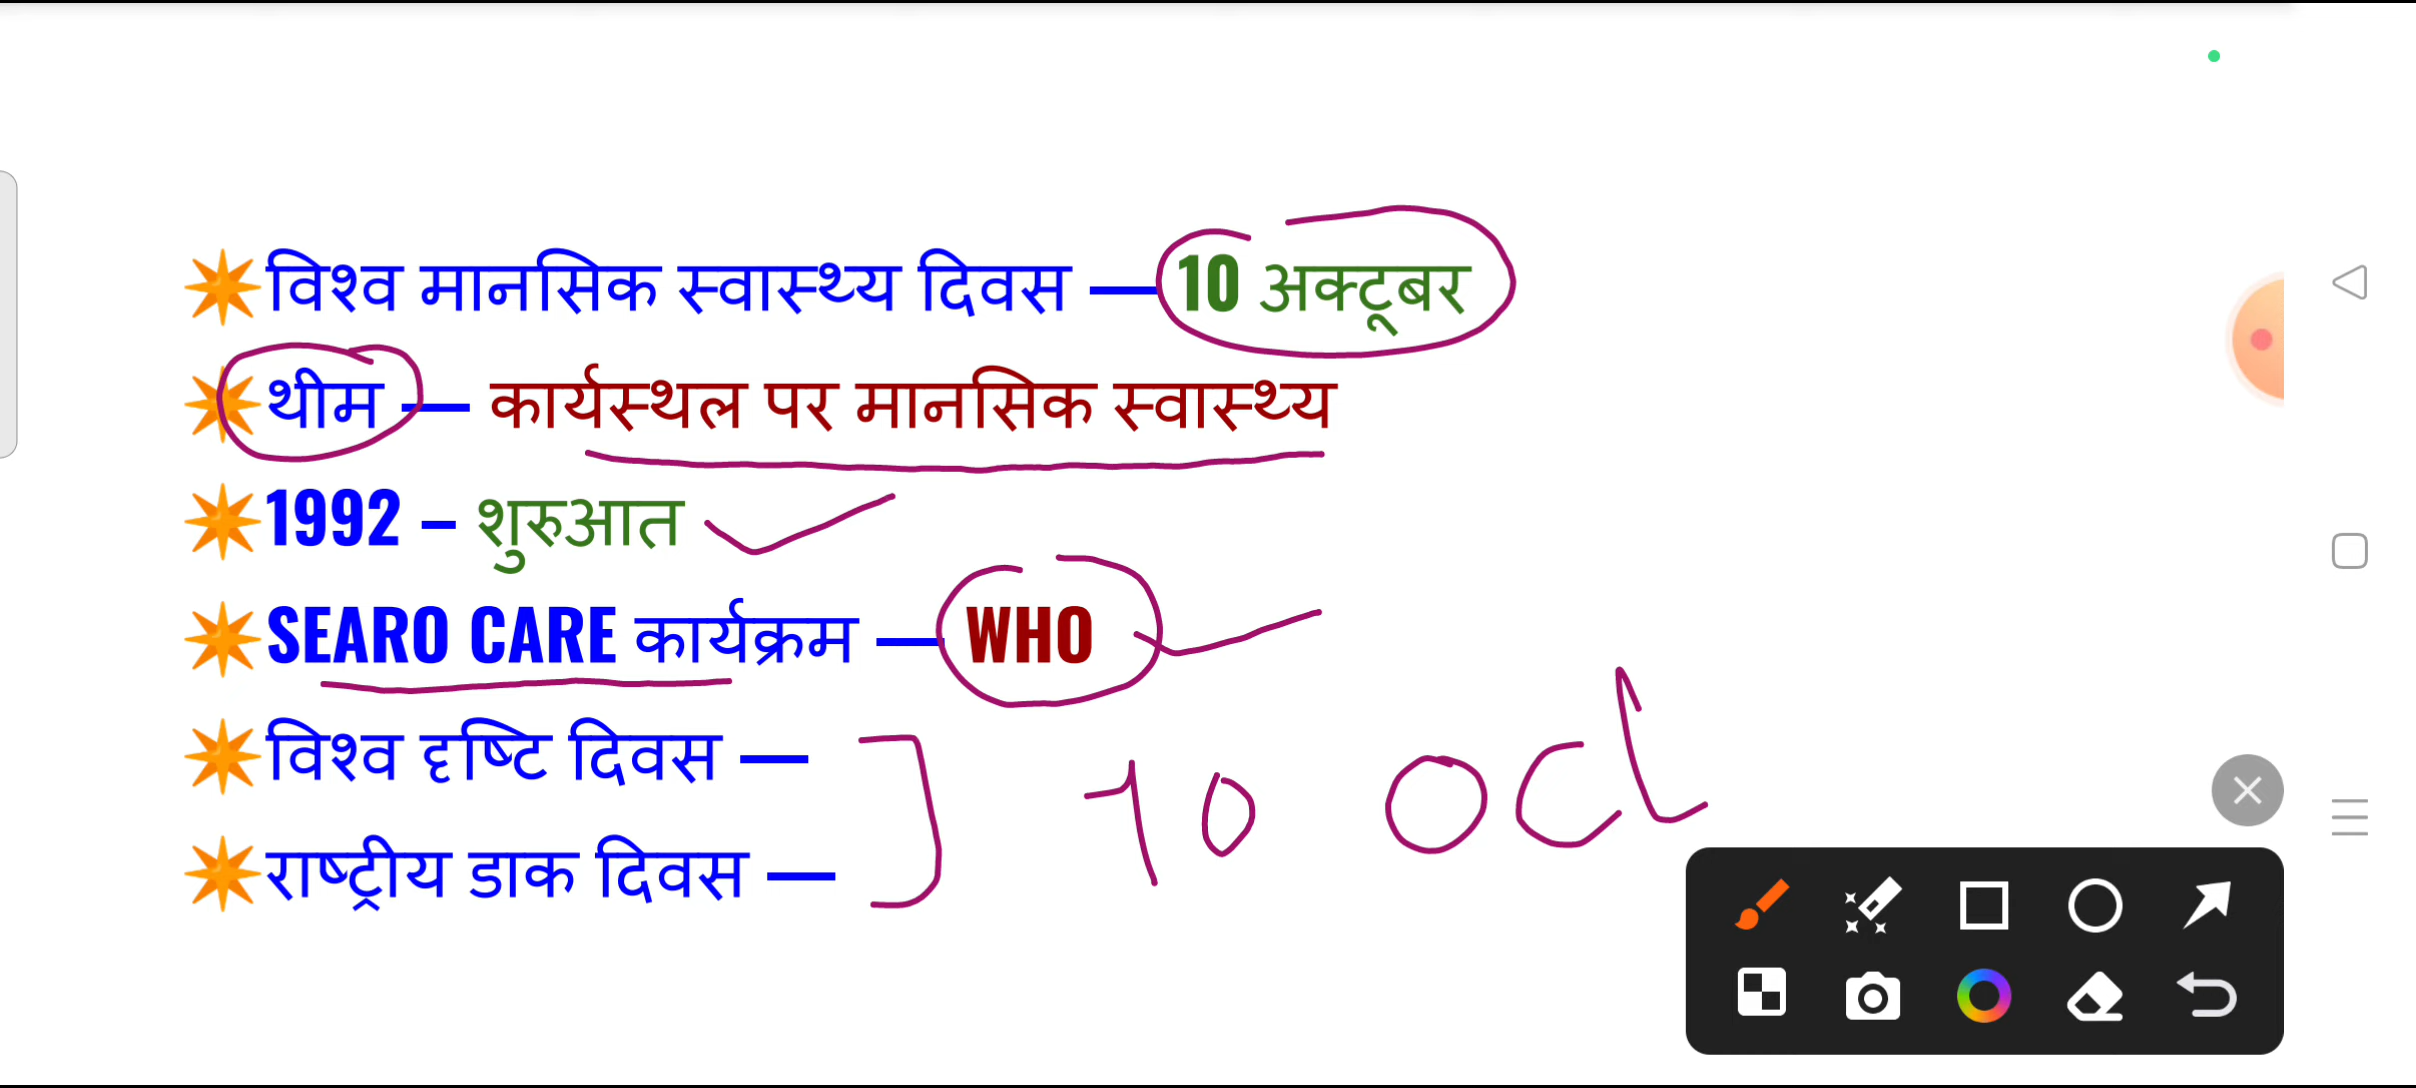 विश्व मानसिक स्वास्थ्य दिवस — 10 अक्टूबर
थीम — कार्यस्थल पर मानसिक स्वास्थ्य
1992 – शुरुआत
SEARO CARE कार्यक्रम — WHO
विश्व दृष्टि दिवस —
राष्ट्रीय डाक दिवस —
10 oct